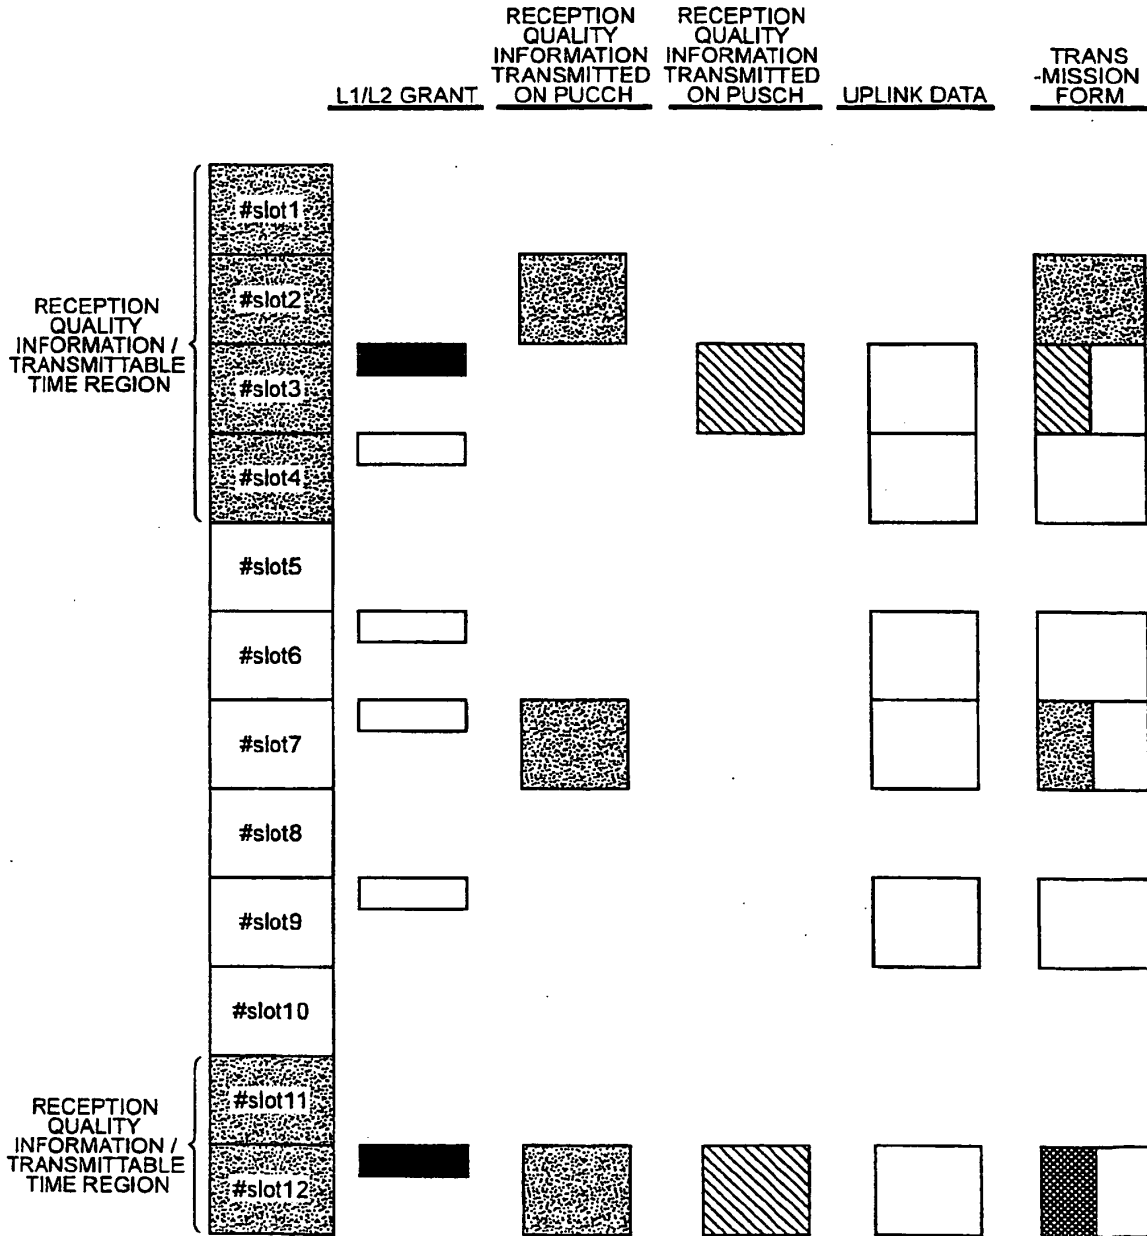 RECEPTION
QUALITY
INFORMATION
TRANSMITTED
ON PUCCH
RECEPTION
QUALITY
INFORMATION
TRANSMITTED
ON PUSCH
TRANS
-MISSION
FORM
L1/L2 GRANT
UPLINK DATA
#slot1
#slot2
RECEPTION
QUALITY
INFORMATION /
TRANSMITTABLE
TIME REGION
#slot3
#slot4
#slot5
#slot6
#slot7
#slot8
#slot9
#slot10
#slot11
RECEPTION
QUALITY
INFORMATION /
TRANSMITTABLE
TIME REGION
#slot12